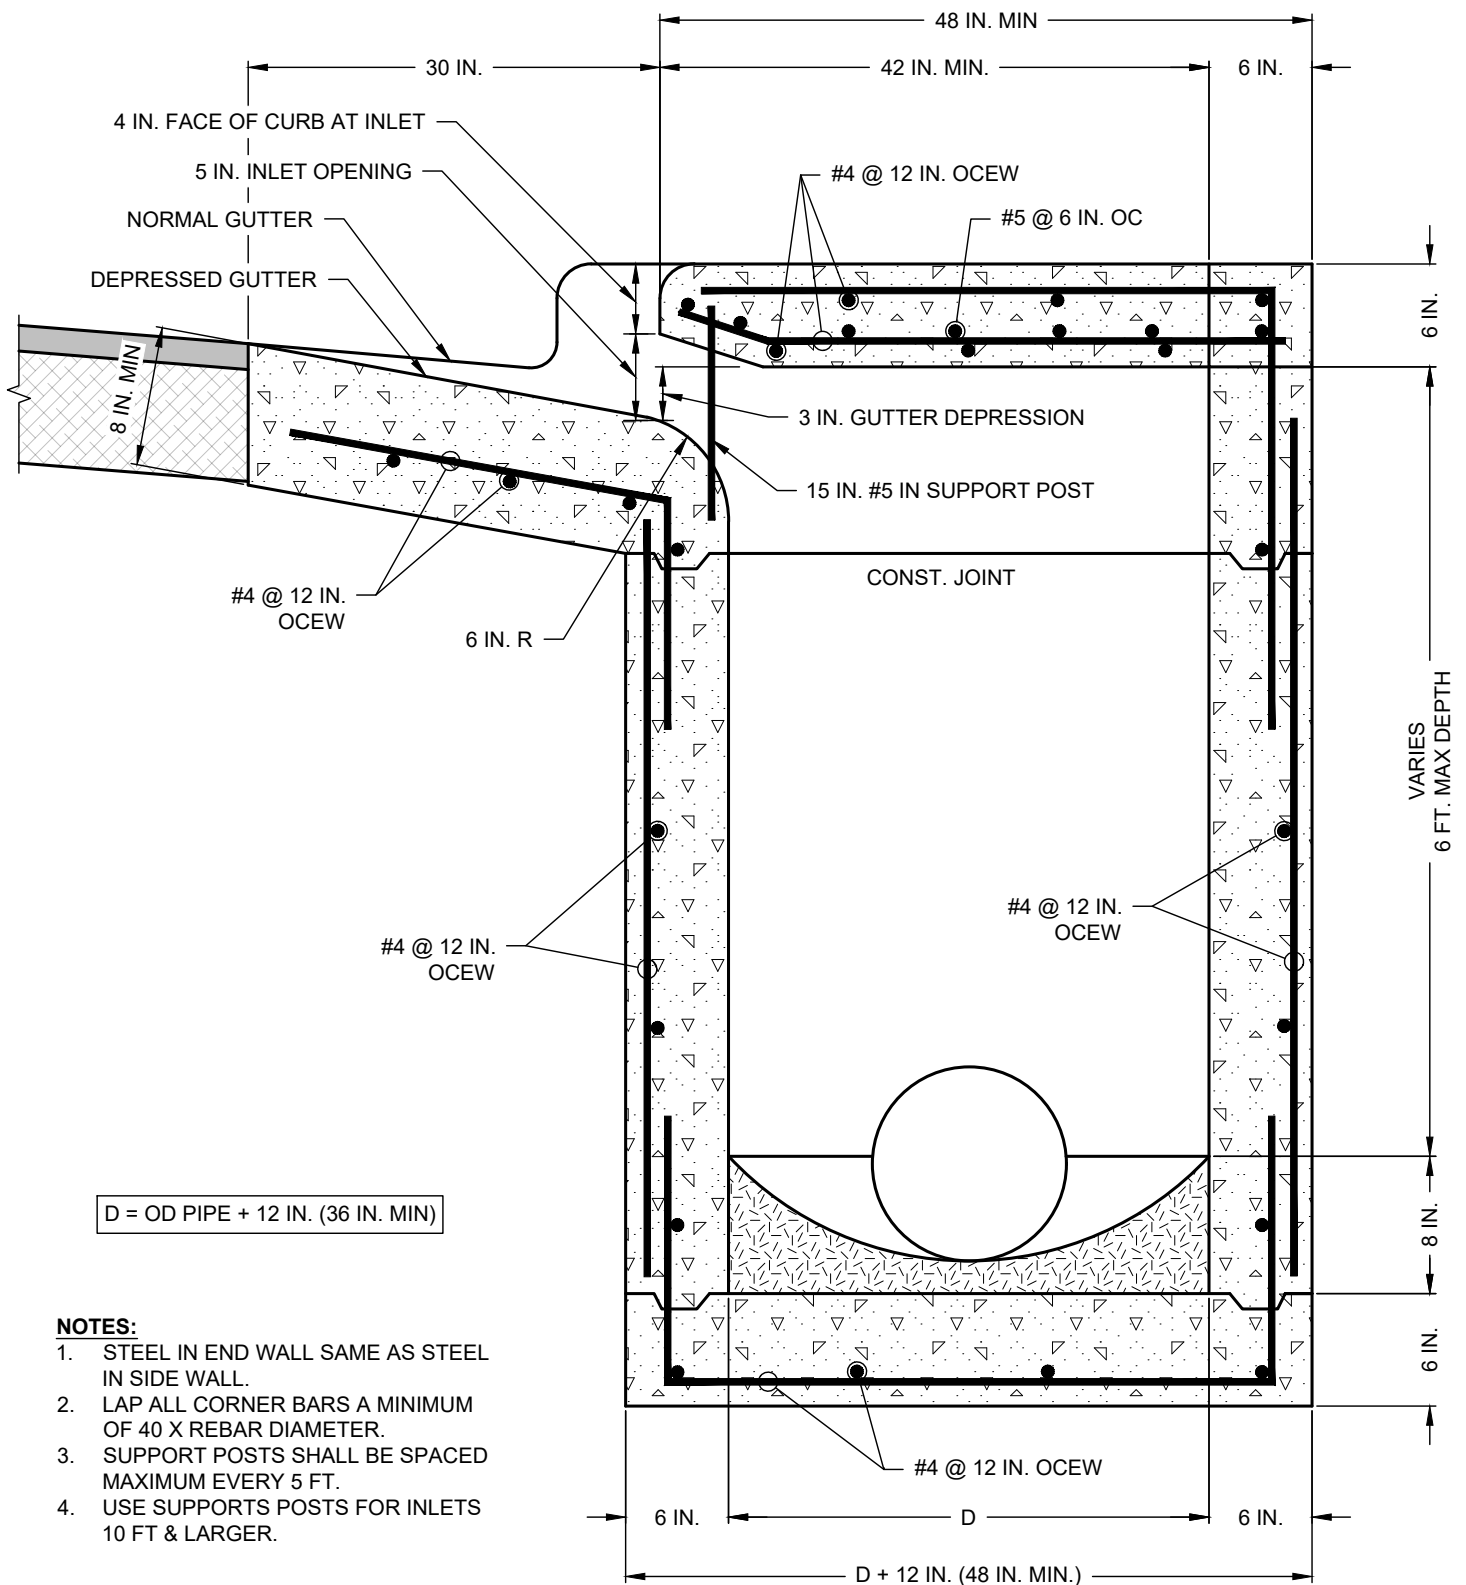 48 IN. MIN
30 IN.
42 IN. MIN.
6 IN.
4 IN. FACE OF CURB AT INLET
5 IN. INLET OPENING
#4 @ 12 IN. OCEW
NORMAL GUTTER
#5 @ 6 IN. OC
DEPRESSED GUTTER
6 IN.
8 IN. MIN
3 IN. GUTTER DEPRESSION
15 IN. #5 IN SUPPORT POST
CONST. JOINT
#4 @ 12 IN.
OCEW
6 IN. R
VARIES
6 FT. MAX DEPTH
#4 @ 12 IN.
OCEW
#4 @ 12 IN.
OCEW
D = OD PIPE + 12 IN. (36 IN. MIN)
8 IN.
6 IN.
NOTES:
1. STEEL IN END WALL SAME AS STEEL
IN SIDE WALL.
2. LAP ALL CORNER BARS A MINIMUM
OF 40 X REBAR DIAMETER.
3. SUPPORT POSTS SHALL BE SPACED
MAXIMUM EVERY 5 FT.
4. USE SUPPORTS POSTS FOR INLETS
10 FT & LARGER.
#4 @ 12 IN. OCEW
6 IN.
D
6 IN.
D + 12 IN. (48 IN. MIN.)